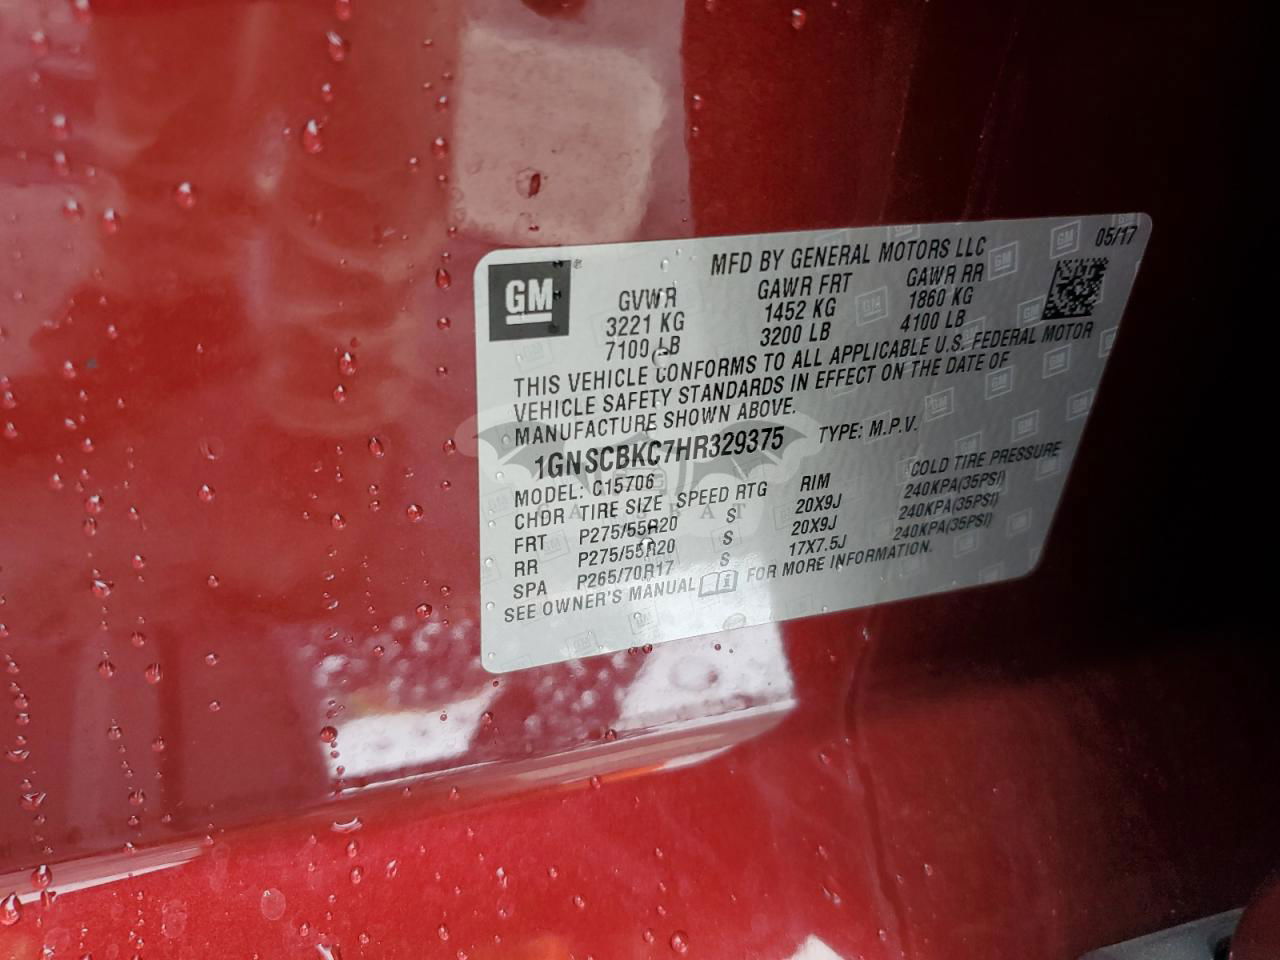 GM
MFD BY GENERAL MOTORS LLC 05/17
GVWR GAWR FRT GAWR RR
3221 KG 1452 KG 1860 KG
7100 LB 3200 LB 4100 LB
THIS VEHICLE CONFORMS TO ALL APPLICABLE U.S. FEDERAL MOTOR
VEHICLE SAFETY STANDARDS IN EFFECT ON THE DATE OF
MANUFACTURE SHOWN ABOVE.
1GNSCBKC7HR329375 TYPE: M.P.V.
MODEL: C15706
CHDR TIRE SIZE SPEED RTG RIM COLD TIRE PRESSURE
FRT P275/55R20 S 20X9J 240KPA(35PSI)
RR P275/55R20 S 20X9J 240KPA(35PSI)
SPA P265/70R17 S 17X7.5J 240KPA(35PSI)
SEE OWNER'S MANUAL FOR MORE INFORMATION.